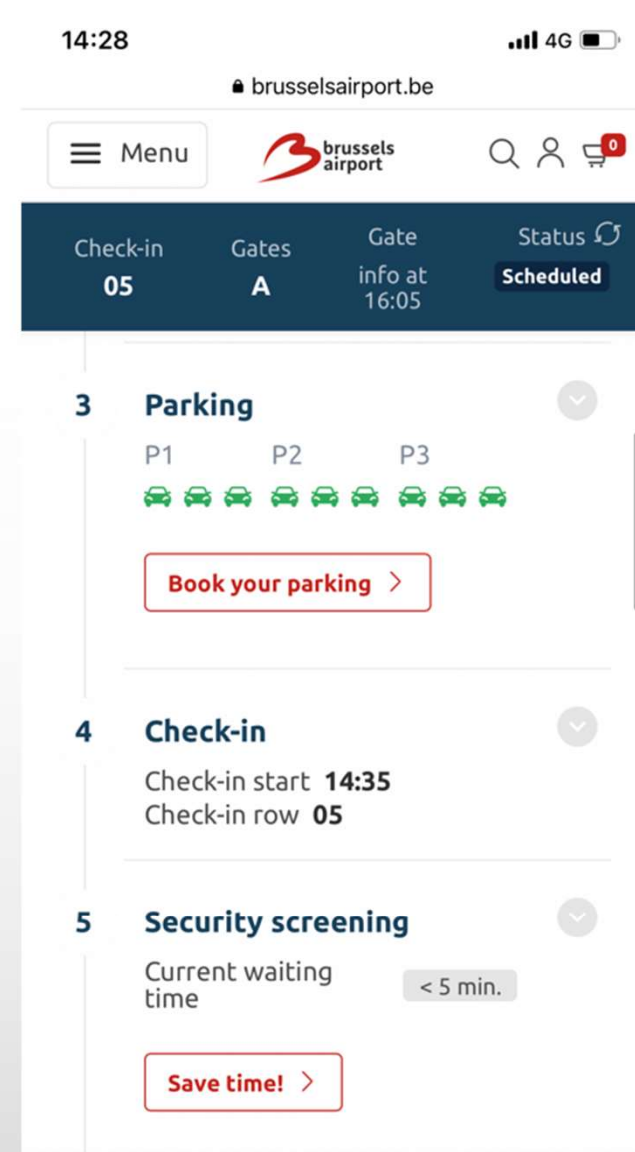 14:28
4G
brusselsairport.be
Menu
brussels
airport
0
Check-in
05
Gates
A
Gate
info at
16:05
Status
Scheduled
3 Parking
P1 P2 P3
Book your parking
4 Check-in
Check-in start 14:35
Check-in row 05
5 Security screening
Current waiting
time
< 5 min.
Save time!